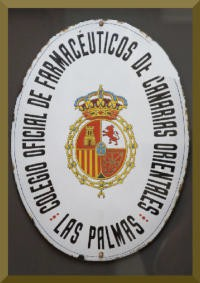 COLEGIO OFICIAL DE FARMACÉUTICOS DE CANARIAS ORIENTALES
LAS PALMAS